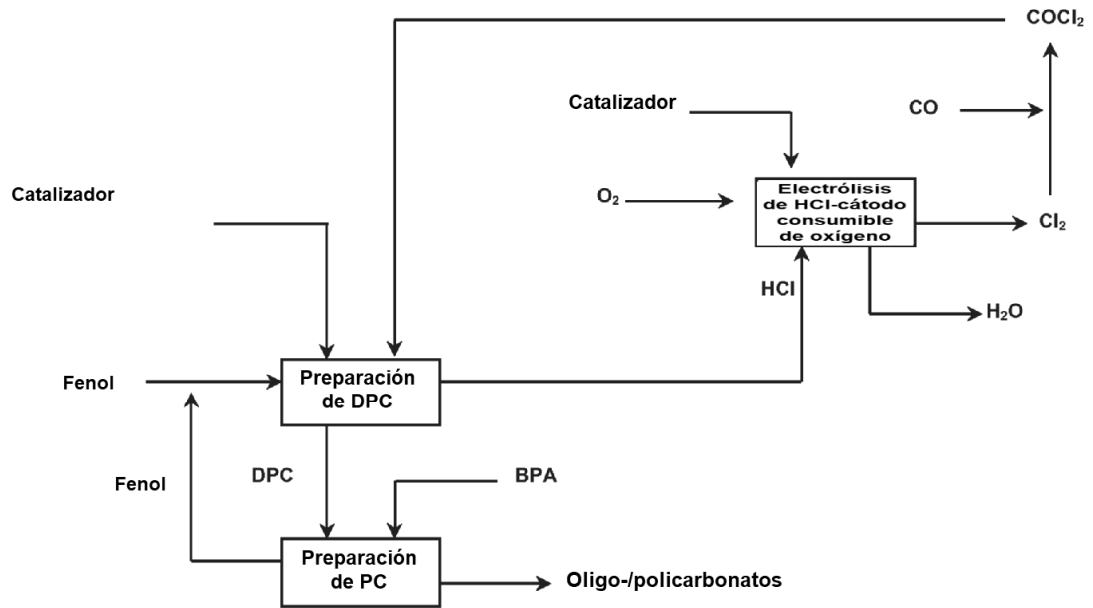 COCl₂
Catalizador
CO
Catalizador
O₂
Electrólisis
de HCl-cátodo
consumible
de oxígeno
Cl₂
HCl
H₂O
Fenol
Preparación
de DPC
Fenol
DPC
BPA
Preparación
de PC
Oligo-/policarbonatos